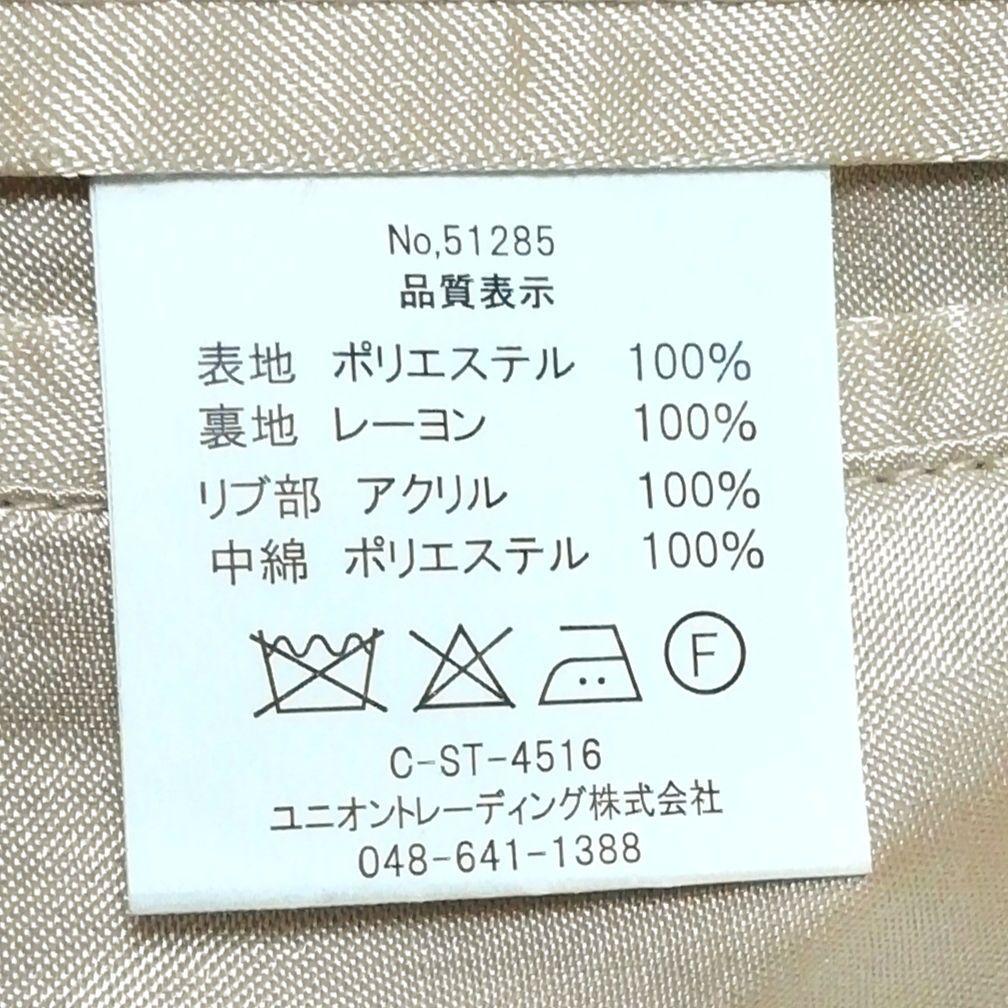 No,51285
品質表示
表地 ポリエステル 100%
裏地 レーヨン 100%
リブ部 アクリル 100%
中綿 ポリエステル 100%
F
C-ST-4516
ユニオントレーディング株式会社
048-641-1388